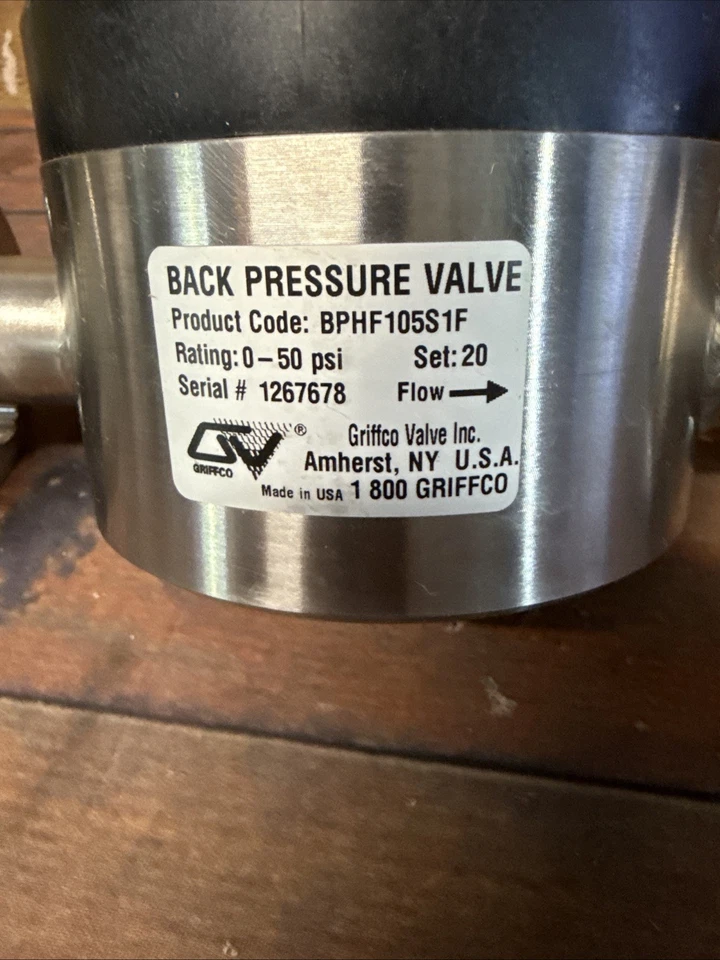 BACK PRESSURE VALVE
Product Code: BPHF105S1F
Rating: 0-50 psi Set: 20
Serial # 1267678 Flow
GV ® Griffco Valve Inc.
GRIFFCO Amherst, NY U.S.A.
Made in USA 1 800 GRIFFCO